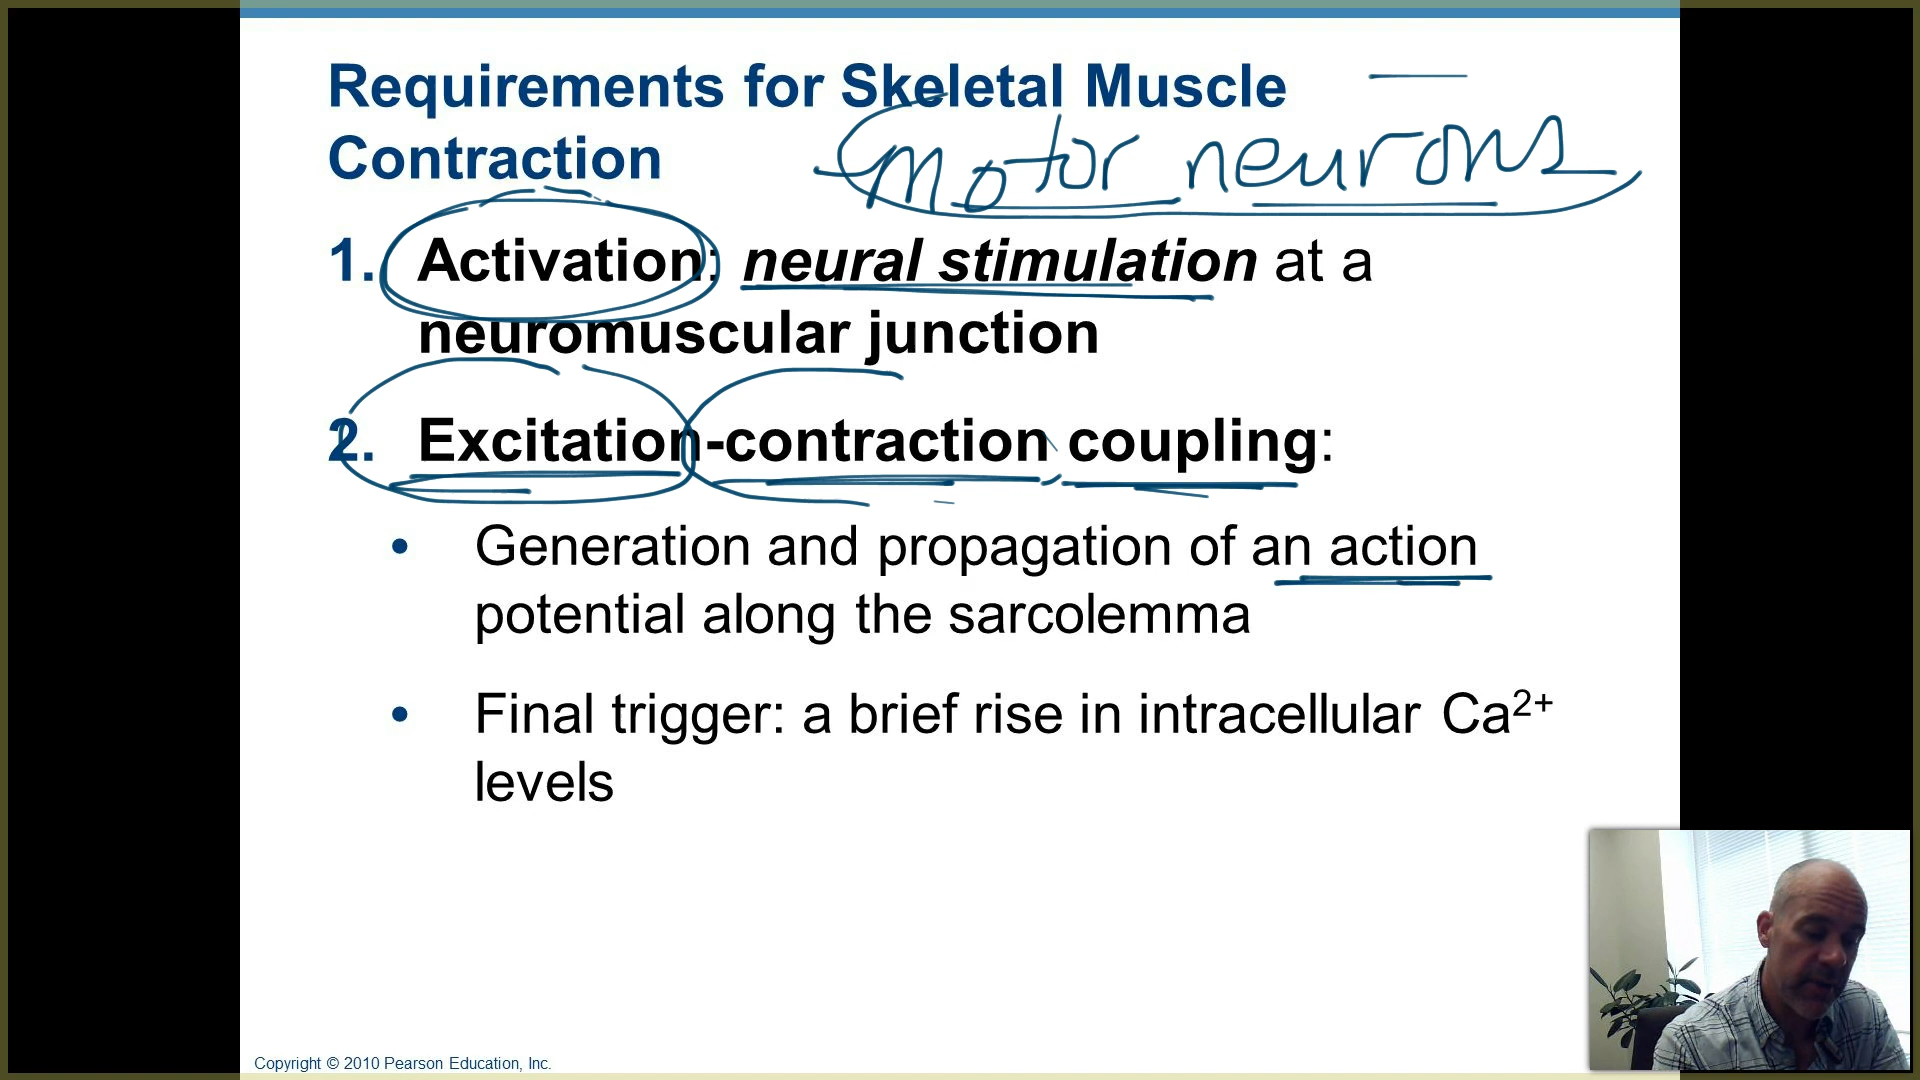 Requirements for Skeletal Muscle
Contraction
motor neurons
1. Activation: neural stimulation at a
neuromuscular junction
2. Excitation-contraction coupling:
• Generation and propagation of an action
potential along the sarcolemma
• Final trigger: a brief rise in intracellular Ca²⁺
levels
Copyright © 2010 Pearson Education, Inc.